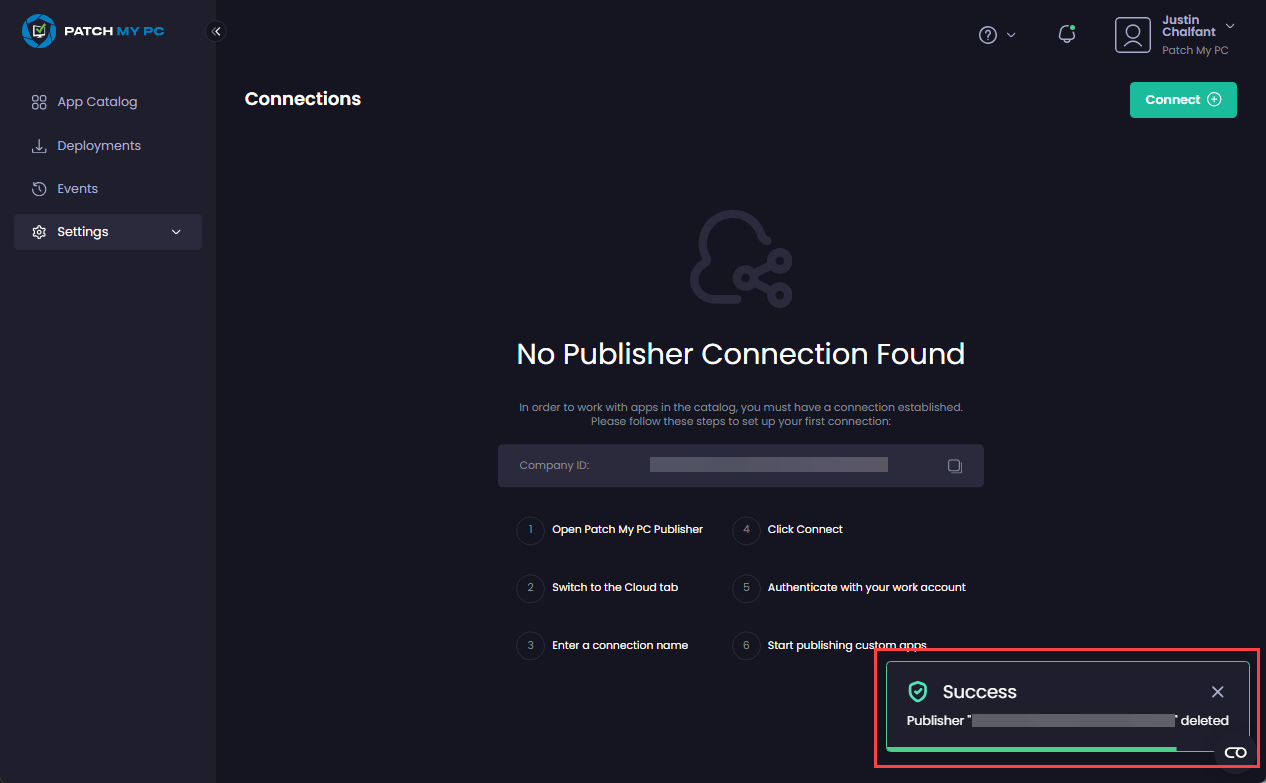 PATCH MY PC
Justin
Chalfant
Patch My PC
App Catalog
Deployments
Events
Settings
Connections
Connect
No Publisher Connection Found
In order to work with apps in the catalog, you must have a connection established.
Please follow these steps to set up your first connection:
Company ID:
1 Open Patch My PC Publisher
2 Switch to the Cloud tab
3 Enter a connection name
4 Click Connect
5 Authenticate with your work account
6 Start publishing custom apps
Success
Publisher " " deleted